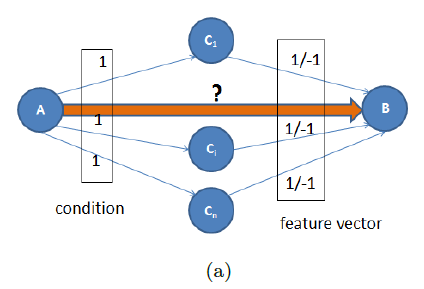 C1
1
1/-1
?
A
B
1
1/-1
Ci
1
1/-1
Cn
condition
feature vector
(a)